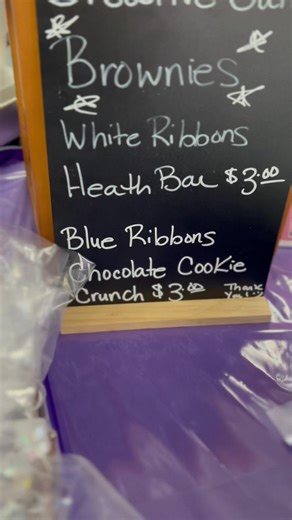 Brownies
White Ribbons
Heath Bar $3.00
Blue Ribbons
Chocolate Cookie
Crunch $3.00 Thank
You! :)